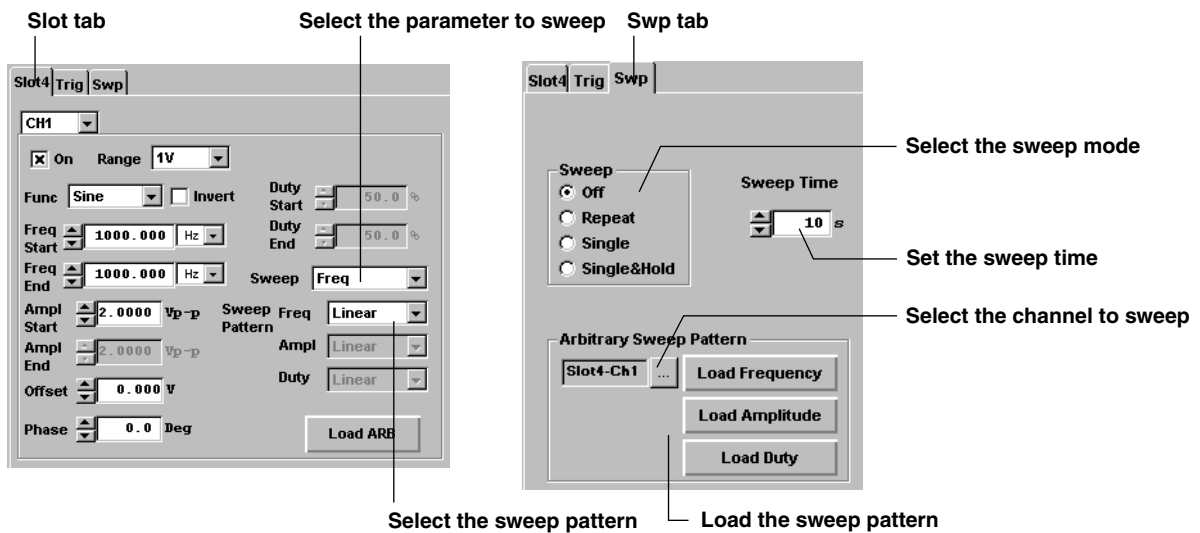 Slot tab
Select the parameter to sweep
Swp tab
Slot4 Trig Swp
CH1
On Range 1V
Func Sine Invert
Duty Start 50.0 %
Freq Start 1000.000 Hz
Duty End 50.0 %
Freq End 1000.000 Hz
Sweep Freq
Ampl Start 2.0000 Vp-p
Sweep Pattern Freq Linear
Ampl End 2.0000 Vp-p
Ampl Linear
Offset 0.000 V
Duty Linear
Phase 0.0 Deg
Load ARB
Select the sweep pattern
Slot4 Trig Swp
Sweep
Off
Repeat
Single
Single&Hold
Sweep Time
10 s
Select the sweep mode
Set the sweep time
Select the channel to sweep
Arbitrary Sweep Pattern
Slot4-Ch1 ... Load Frequency
Load Amplitude
Load Duty
Load the sweep pattern